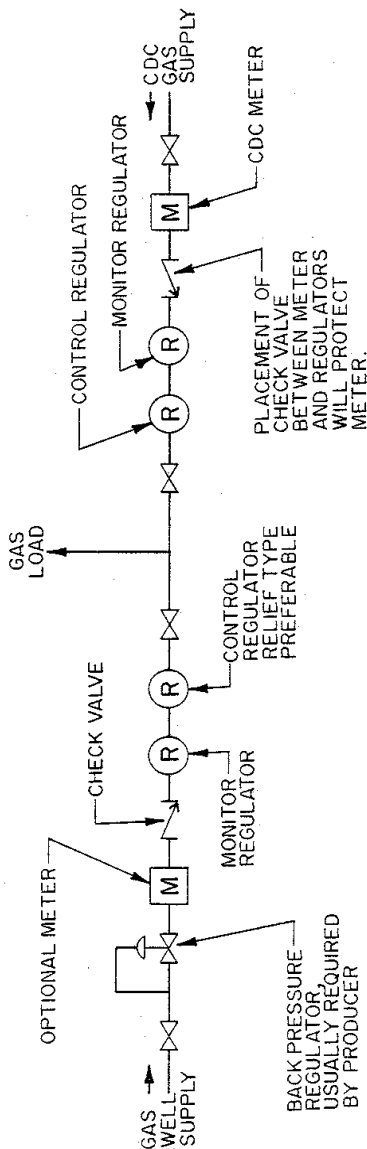 GAS
WELL
SUPPLY
BACK PRESSURE
REGULATOR,
USUALLY REQUIRED
BY PRODUCER
OPTIONAL METER
M
CHECK VALVE
R
MONITOR
REGULATOR
R
CONTROL
REGULATOR
RELIEF TYPE
PREFERABLE
GAS
LOAD
R
CONTROL REGULATOR
R
MONITOR REGULATOR
PLACEMENT OF
CHECK VALVE
BETWEEN METER
AND REGULATORS
WILL PROTECT
METER.
M
CDC METER
CDC
GAS
SUPPLY